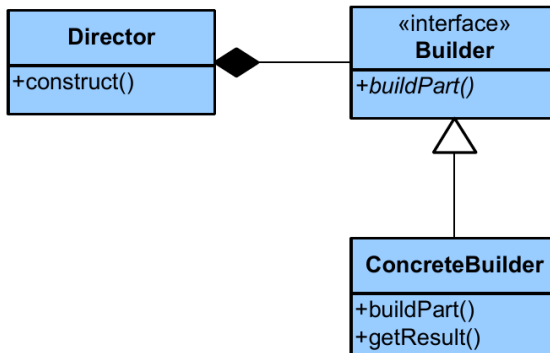 Director
+construct()
«interface»
Builder
+buildPart()
ConcreteBuilder
+buildPart()
+getResult()